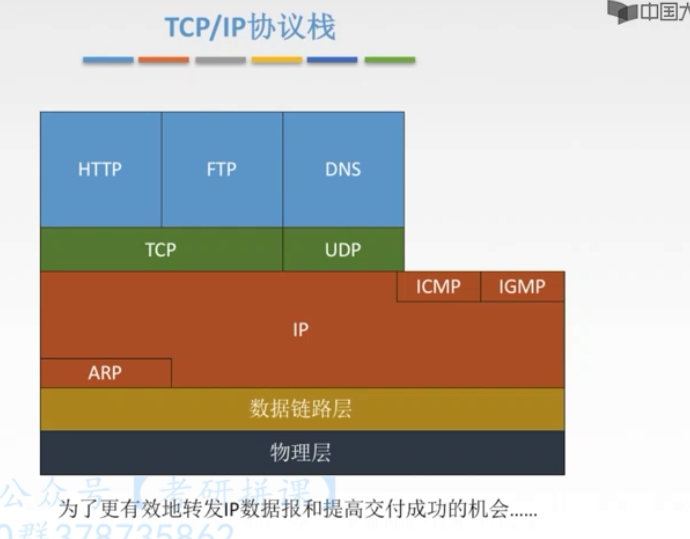 TCP/IP协议栈
中国大
HTTP
FTP
DNS
TCP
UDP
ICMP
IGMP
IP
ARP
数据链路层
物理层
公众号【考研拼课】
为了更有效地转发IP数据报和提高交付成功的机会……
Q群378735862